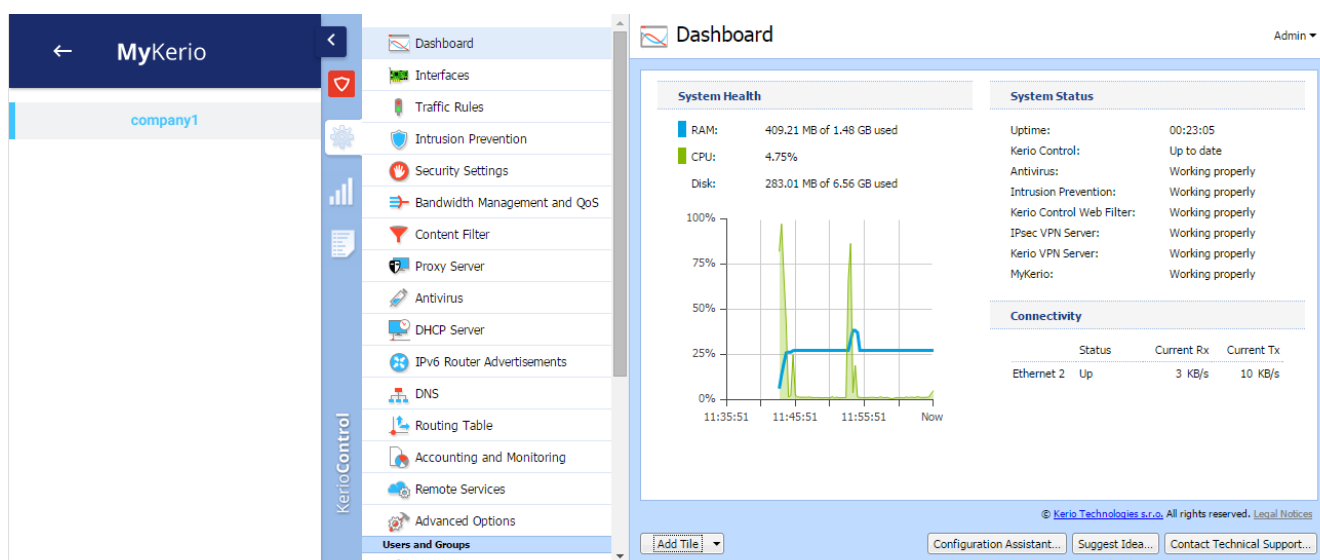 MyKerio
company1
KerioControl
Dashboard
Interfaces
Traffic Rules
Intrusion Prevention
Security Settings
Bandwidth Management and QoS
Content Filter
Proxy Server
Antivirus
DHCP Server
IPv6 Router Advertisements
DNS
Routing Table
Accounting and Monitoring
Remote Services
Advanced Options
Users and Groups
Dashboard
Admin
System Health
RAM: 409.21 MB of 1.48 GB used
CPU: 4.75%
Disk: 283.01 MB of 6.56 GB used
100%
75%
50%
25%
0%
11:35:51 11:45:51 11:55:51 Now
System Status
Uptime: 00:23:05
Kerio Control: Up to date
Antivirus: Working properly
Intrusion Prevention: Working properly
Kerio Control Web Filter: Working properly
IPsec VPN Server: Working properly
Kerio VPN Server: Working properly
MyKerio: Working properly
Connectivity
Status Current Rx Current Tx
Ethernet 2 Up 3 KB/s 10 KB/s
© Kerio Technologies s.r.o. All rights reserved. Legal Notices
Add Tile Configuration Assistant... Suggest Idea... Contact Technical Support...